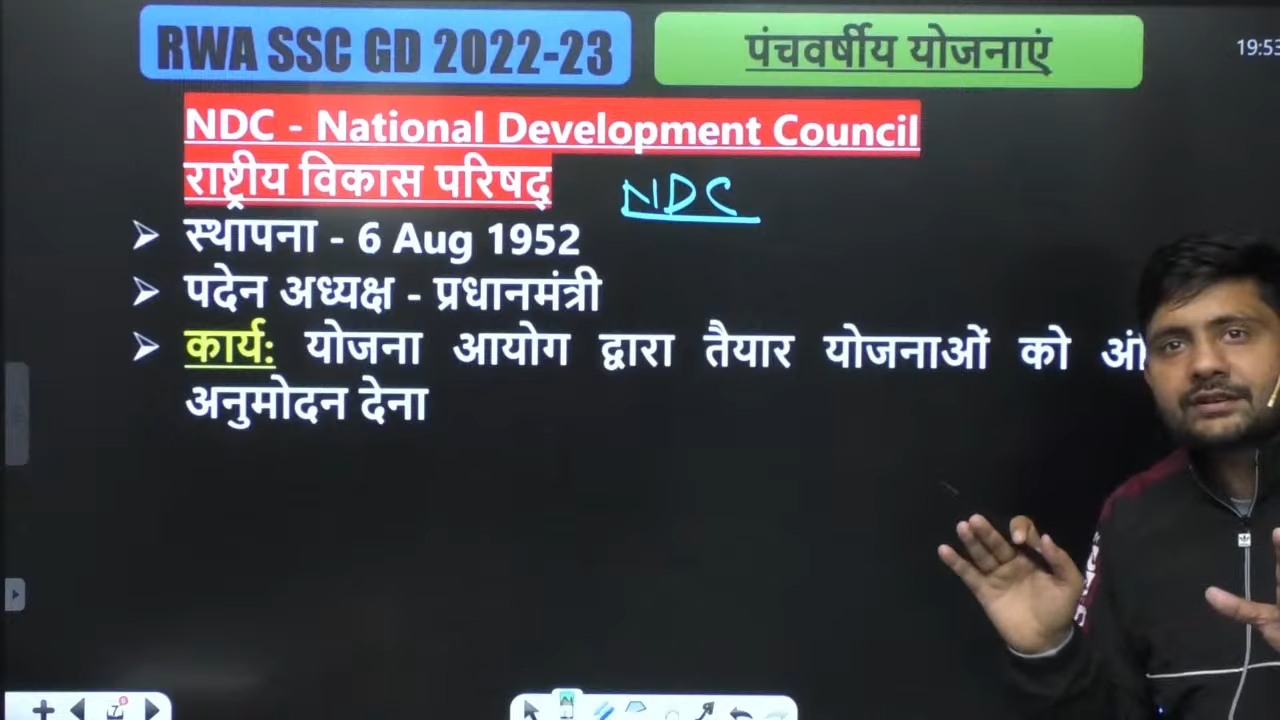 RWA SSC GD 2022-23
पंचवर्षीय योजनाएं
19:53
NDC - National Development Council
राष्ट्रीय विकास परिषद्
NDC
स्थापना - 6 Aug 1952
पदेन अध्यक्ष - प्रधानमंत्री
कार्य: योजना आयोग द्वारा तैयार योजनाओं को
अनुमोदन देना